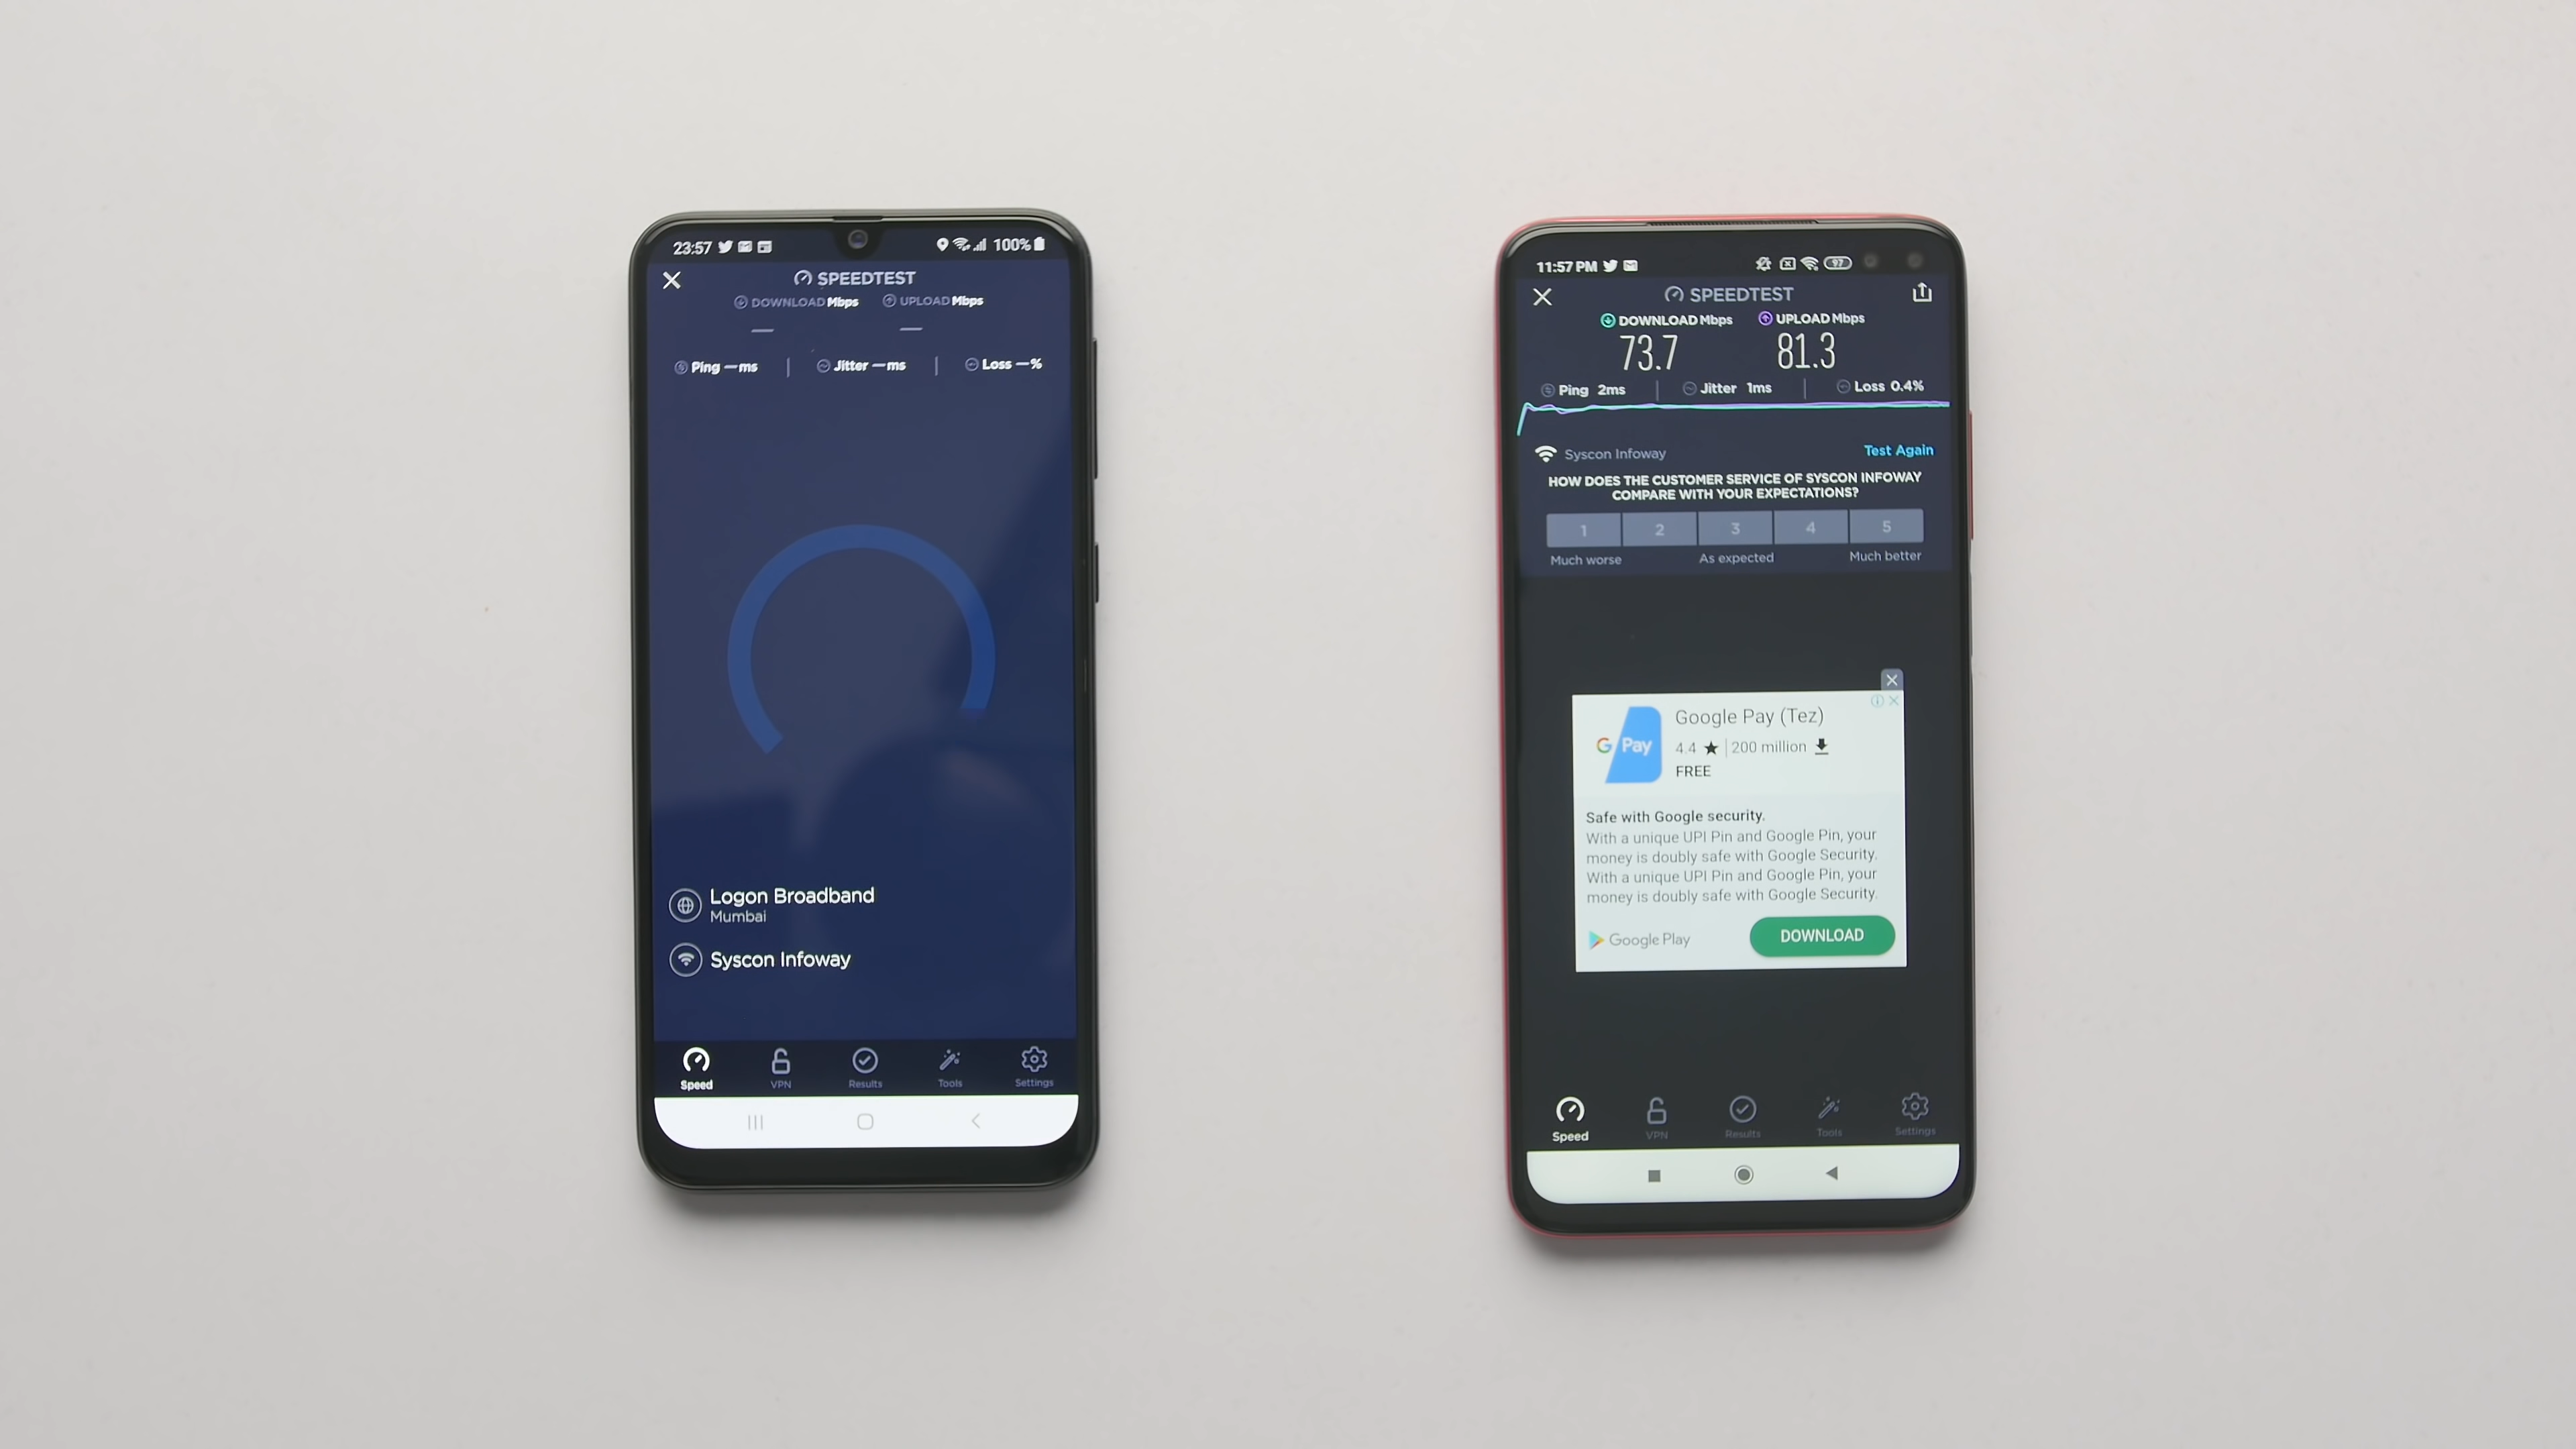 23:57 100%
SPEEDTEST
DOWNLOAD Mbps UPLOAD Mbps
— —
Ping — ms | Jitter — ms | Loss — %
Logon Broadband
Mumbai
Syscon Infoway
Speed VPN Results Tools Settings
11:57 PM 97
SPEEDTEST
DOWNLOAD Mbps UPLOAD Mbps
73.7 81.3
Ping 2ms | Jitter 1ms | Loss 0.4%
Syscon Infoway Test Again
HOW DOES THE CUSTOMER SERVICE OF SYSCON INFOWAY
COMPARE WITH YOUR EXPECTATIONS?
1 2 3 4 5
Much worse As expected Much better
Google Pay (Tez)
G Pay
4.4 ★ | 200 million
FREE
Safe with Google security.
With a unique UPI Pin and Google Pin, your
money is doubly safe with Google Security.
With a unique UPI Pin and Google Pin, your
money is doubly safe with Google Security.
Google Play DOWNLOAD
Speed VPN Results Tools Settings